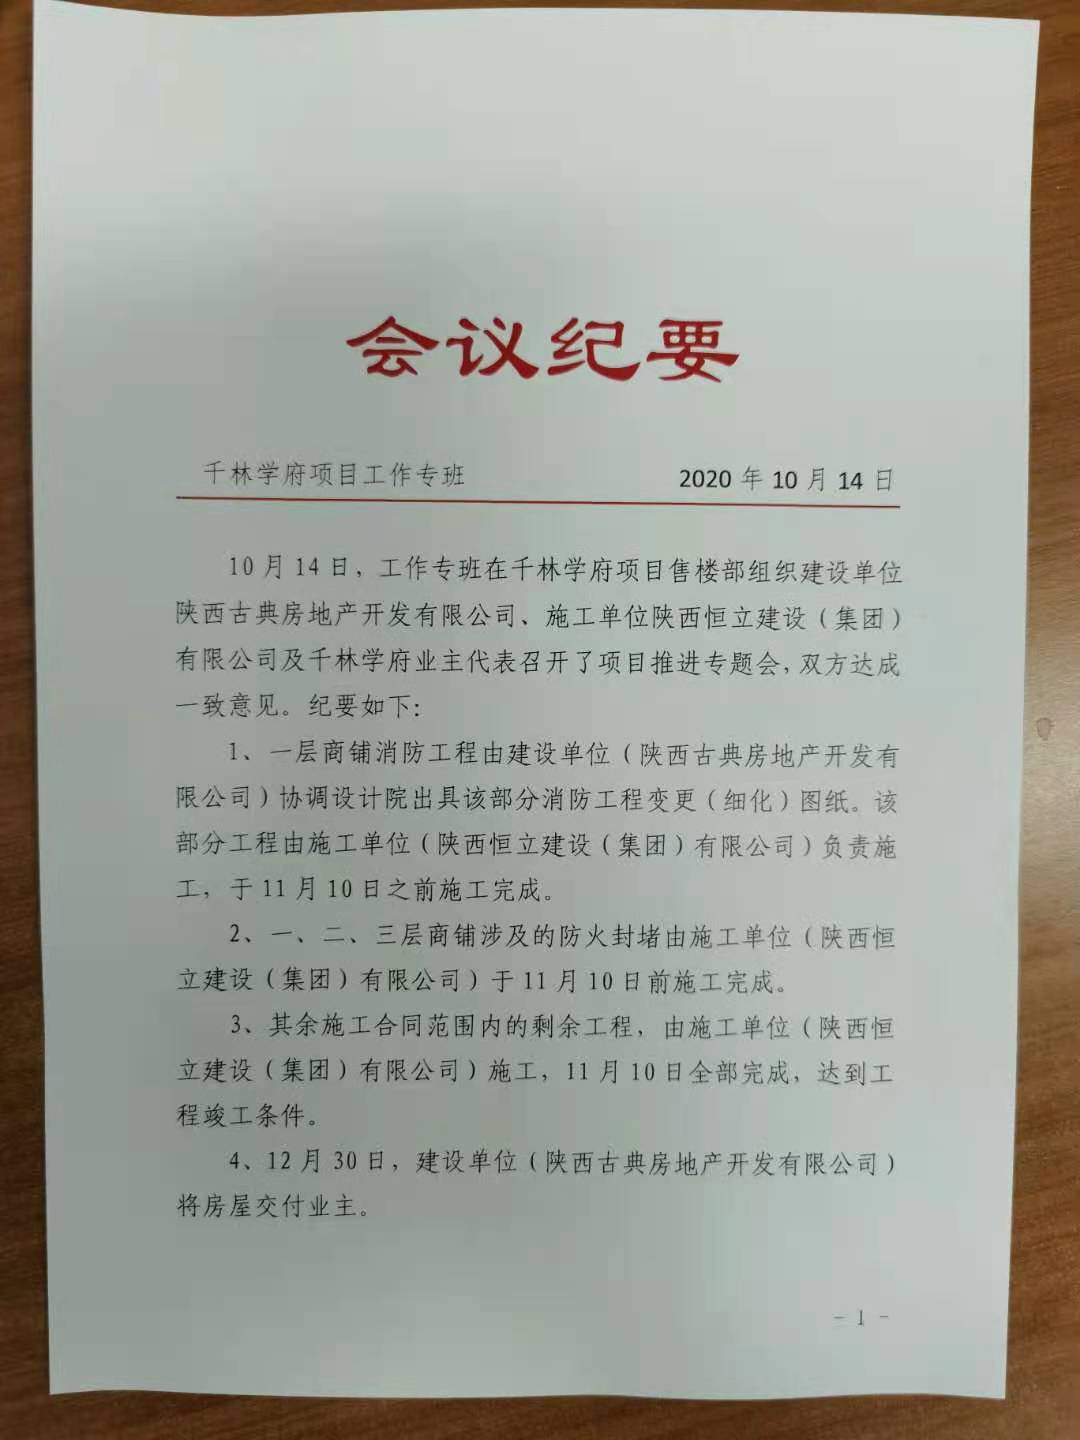 会议纪要
千林学府项目工作专班 2020 年 10 月 14 日
10 月 14 日，工作专班在千林学府项目售楼部组织建设单位
陕西古典房地产开发有限公司、施工单位陕西恒立建设（集团）
有限公司及千林学府业主代表召开了项目推进专题会，双方达成
一致意见。纪要如下：
1、一层商铺消防工程由建设单位（陕西古典房地产开发有
限公司）协调设计院出具该部分消防工程变更（细化）图纸。该
部分工程由施工单位（陕西恒立建设（集团）有限公司）负责施
工，于 11 月 10 日之前施工完成。
2、一、二、三层商铺涉及的防火封堵由施工单位（陕西恒
立建设（集团）有限公司）于 11 月 10 日前施工完成。
3、其余施工合同范围内的剩余工程，由施工单位（陕西恒
立建设（集团）有限公司）施工，11 月 10 日全部完成，达到工
程竣工条件。
4、12 月 30 日，建设单位（陕西古典房地产开发有限公司）
将房屋交付业主。
- 1 -